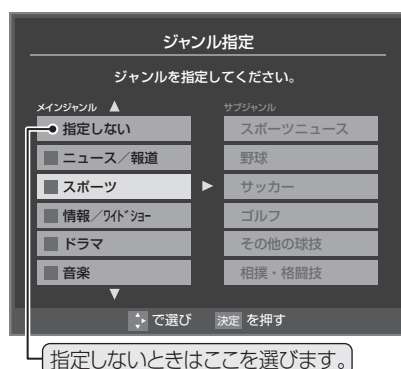 ジャンル指定
ジャンルを指定してください。
メインジャンル ▲
指定しない
ニュース／報道
スポーツ
情報／ワイドショー
ドラマ
音楽
▼
サブジャンル
スポーツニュース
野球
サッカー
ゴルフ
その他の球技
相撲・格闘技
で選び 決定 を押す
指定しないときはここを選びます。